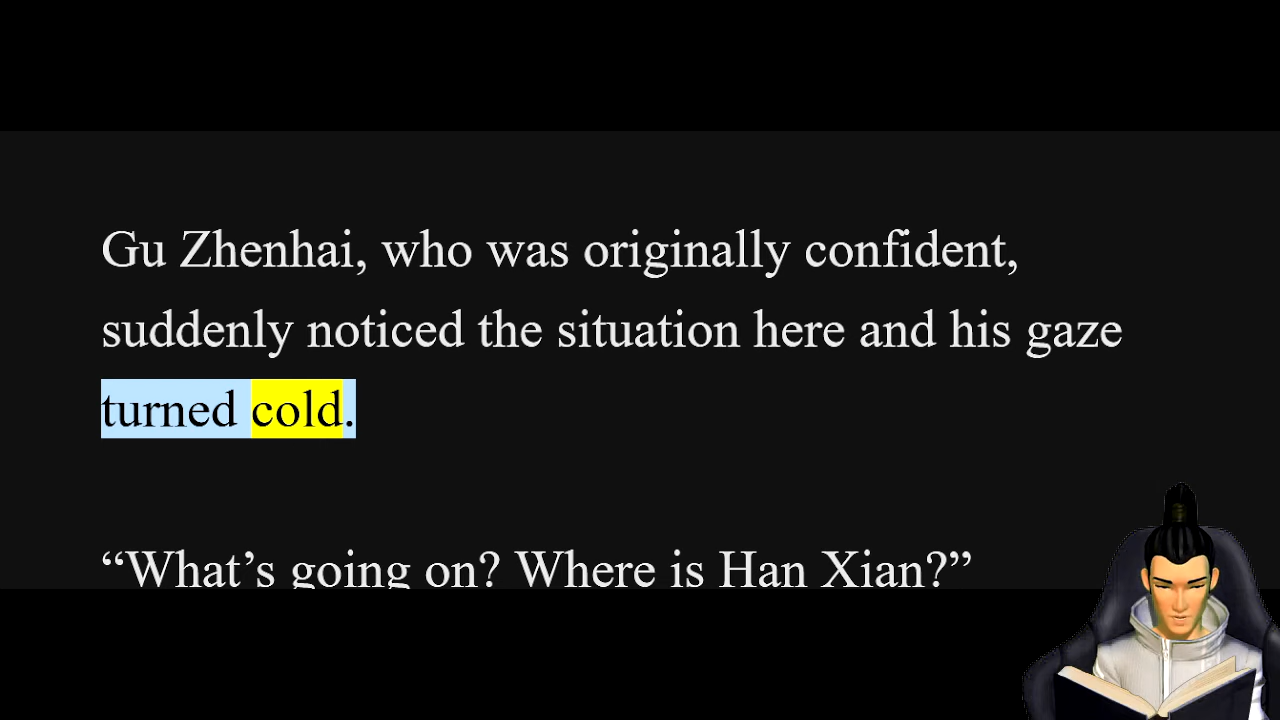 Gu Zhenhai, who was originally confident,
suddenly noticed the situation here and his gaze
turned cold.
“What’s going on? Where is Han Xian?”